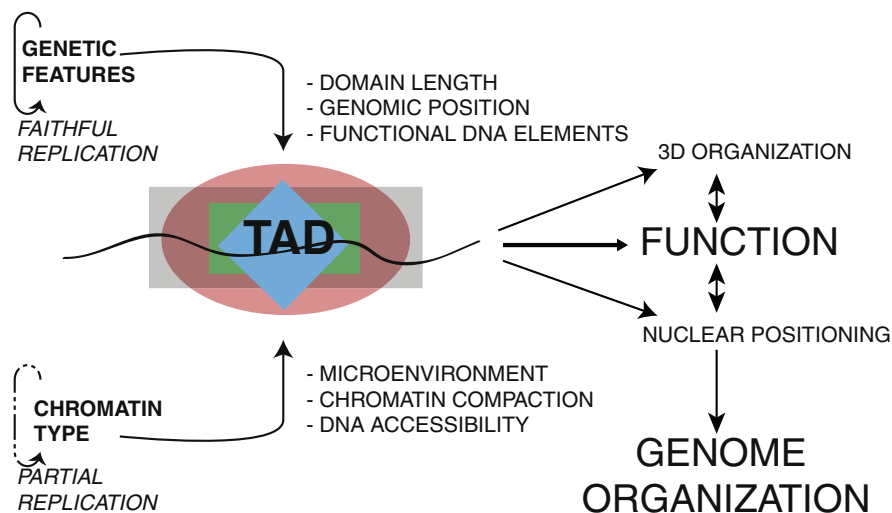 GENETIC
FEATURES
FAITHFUL
REPLICATION
- DOMAIN LENGTH
- GENOMIC POSITION
- FUNCTIONAL DNA ELEMENTS
TAD
3D ORGANIZATION
FUNCTION
NUCLEAR POSITIONING
GENOME
ORGANIZATION
- MICROENVIRONMENT
- CHROMATIN COMPACTION
- DNA ACCESSIBILITY
CHROMATIN
TYPE
PARTIAL
REPLICATION